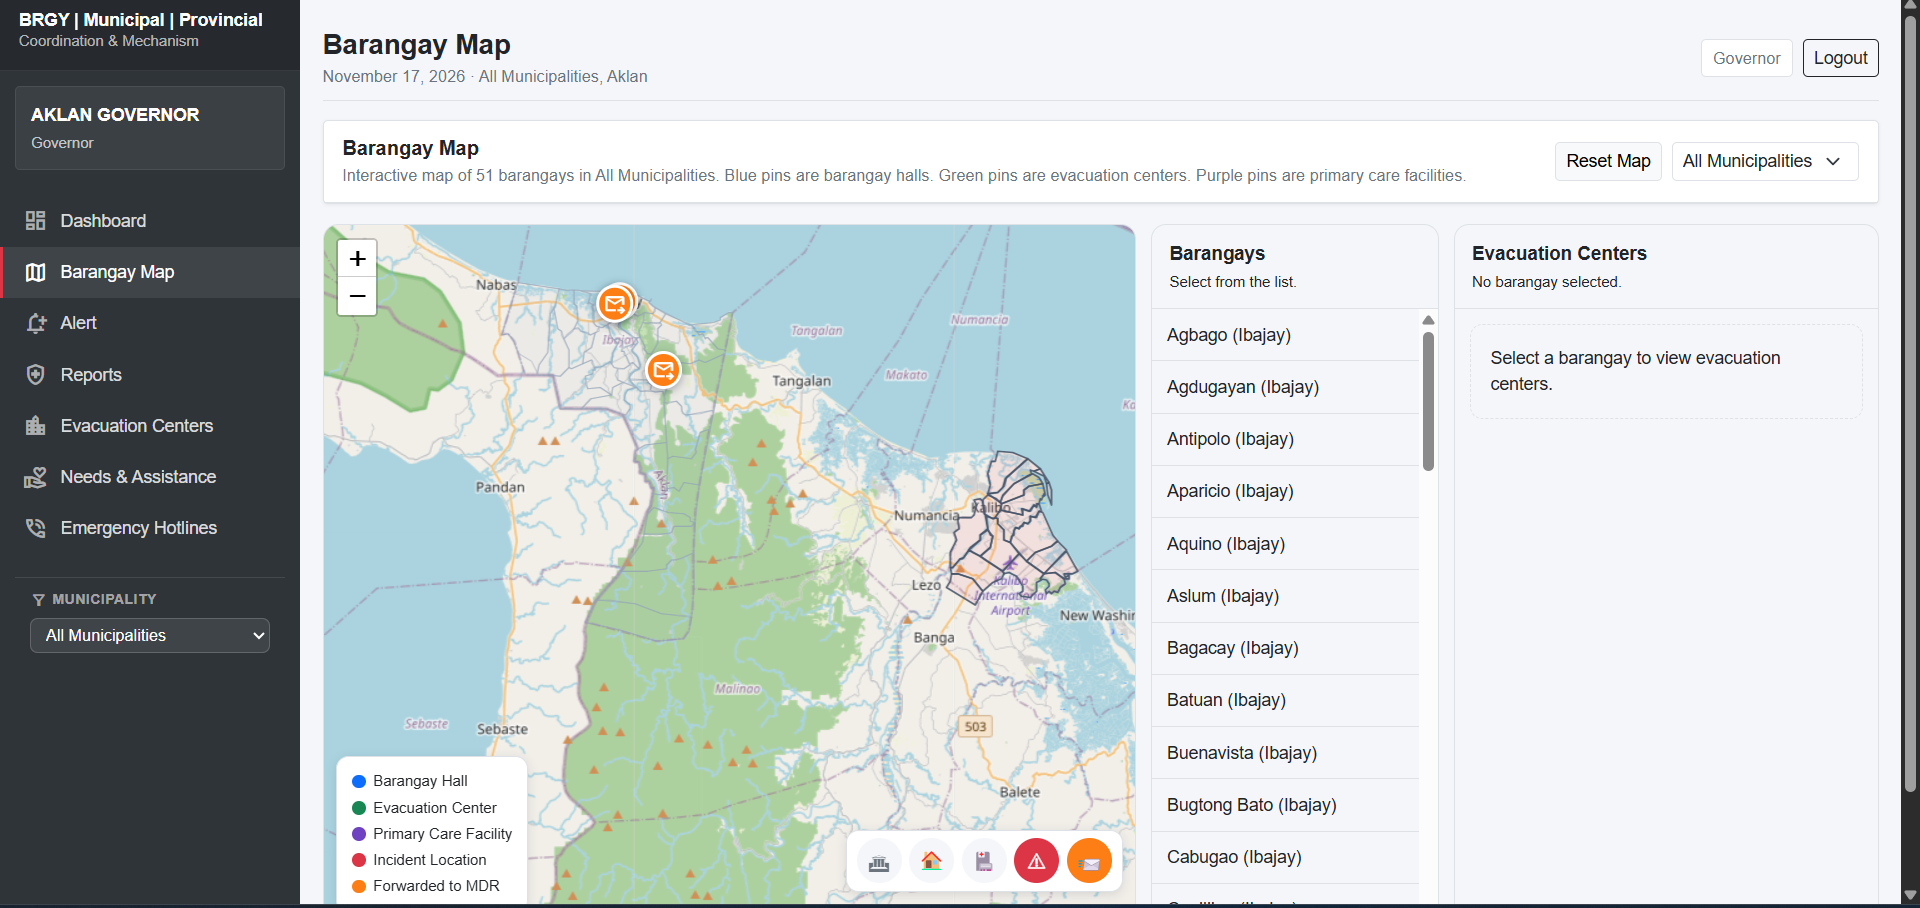 BRGY | Municipal | Provincial
Coordination & Mechanism
AKLAN GOVERNOR
Governor
Dashboard
Barangay Map
Alert
Reports
Evacuation Centers
Needs & Assistance
Emergency Hotlines
MUNICIPALITY
All Municipalities
Barangay Map
November 17, 2026 · All Municipalities, Aklan
Governor
Logout
Barangay Map
Interactive map of 51 barangays in All Municipalities. Blue pins are barangay halls. Green pins are evacuation centers. Purple pins are primary care facilities.
Reset Map
All Municipalities
+
−
Nabas
Ibajay
Tangalan
Numancia
Makato
Tangalan
Pandan
Aklan
Numancia
Kalibo
Lezo
Kalibo
International
Airport
New Washin
Banga
Malinao
Sebaste
Sebaste
503
Balete
Barangay Hall
Evacuation Center
Primary Care Facility
Incident Location
Forwarded to MDR
Barangays
Select from the list.
Agbago (Ibajay)
Agdugayan (Ibajay)
Antipolo (Ibajay)
Aparicio (Ibajay)
Aquino (Ibajay)
Aslum (Ibajay)
Bagacay (Ibajay)
Batuan (Ibajay)
Buenavista (Ibajay)
Bugtong Bato (Ibajay)
Cabugao (Ibajay)
Evacuation Centers
No barangay selected.
Select a barangay to view evacuation
centers.